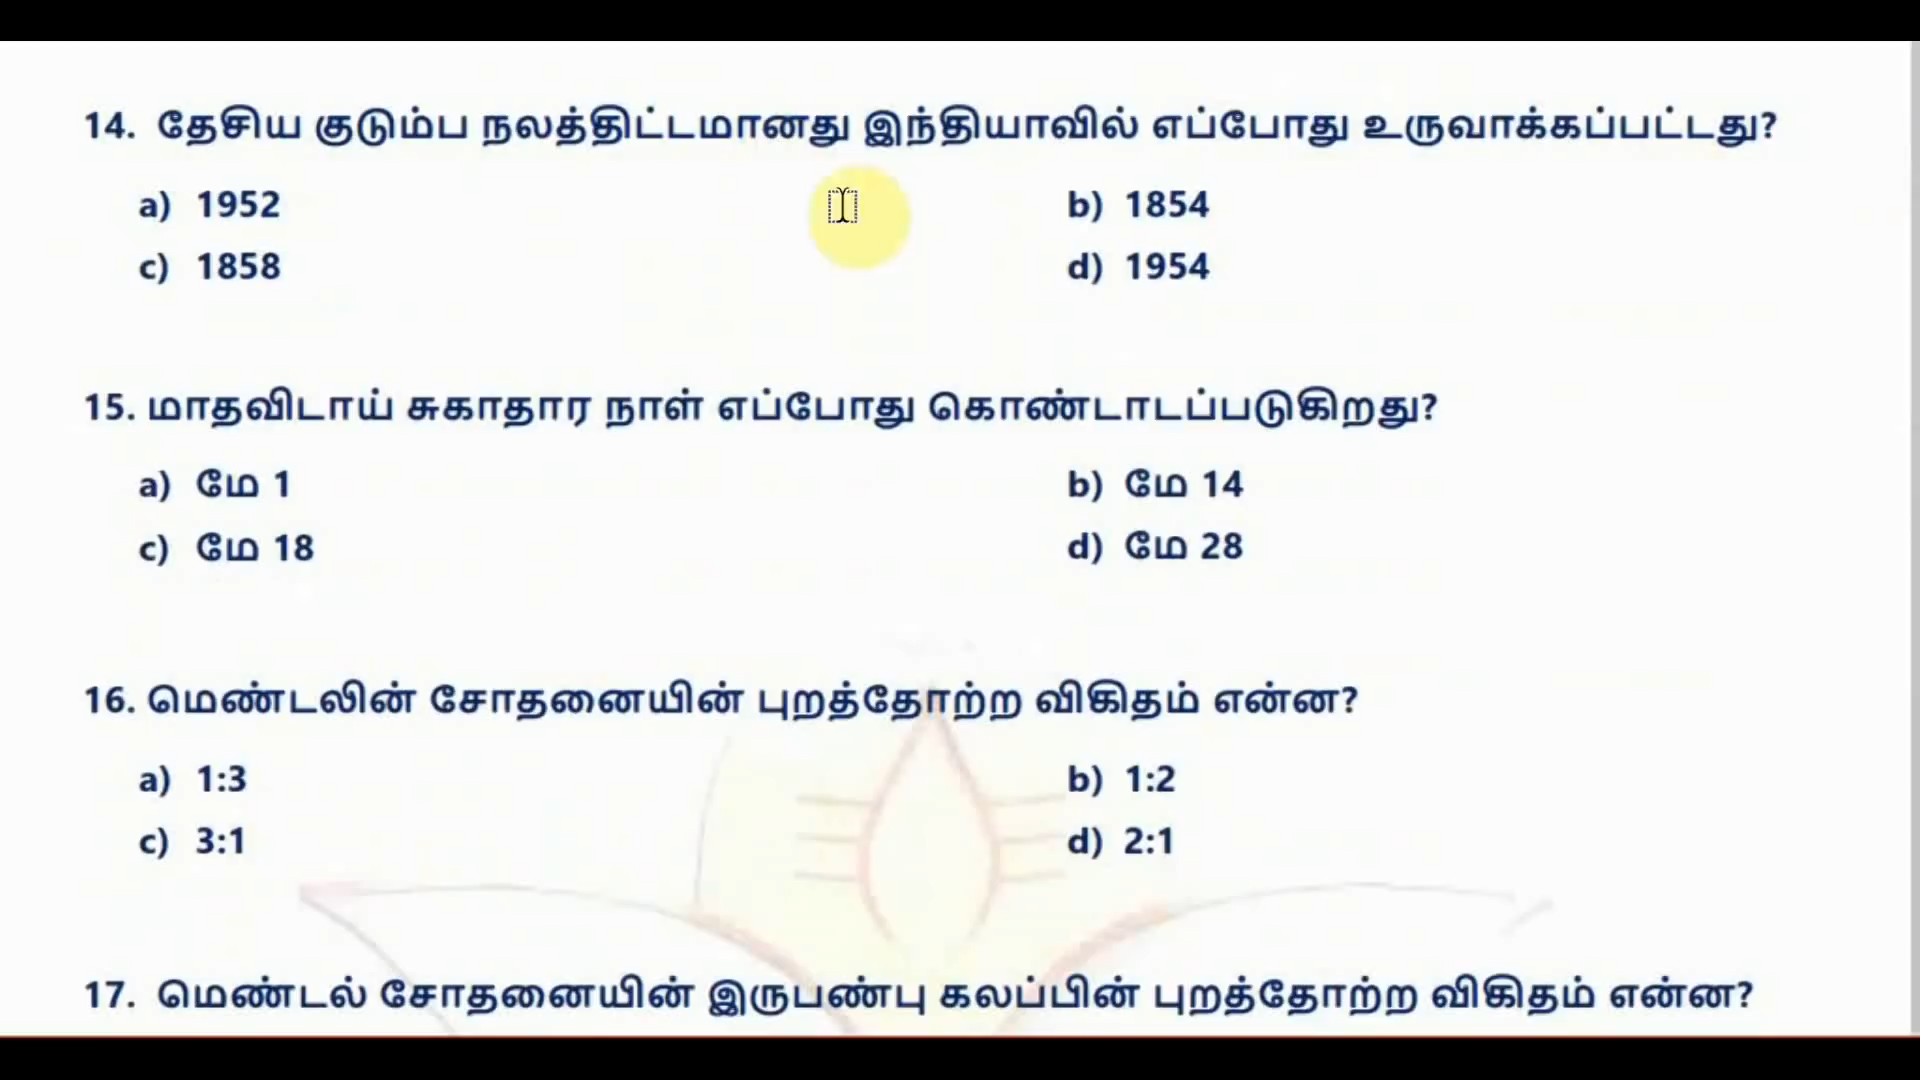 14. தேசிய குடும்ப நலத்திட்டமானது இந்தியாவில் எப்போது உருவாக்கப்பட்டது?
a) 1952 b) 1854
c) 1858 d) 1954
15. மாதவிடாய் சுகாதார நாள் எப்போது கொண்டாடப்படுகிறது?
a) மே 1 b) மே 14
c) மே 18 d) மே 28
16. மெண்டலின் சோதனையின் புறத்தோற்ற விகிதம் என்ன?
a) 1:3 b) 1:2
c) 3:1 d) 2:1
17. மெண்டல் சோதனையின் இருபண்பு கலப்பின் புறத்தோற்ற விகிதம் என்ன?